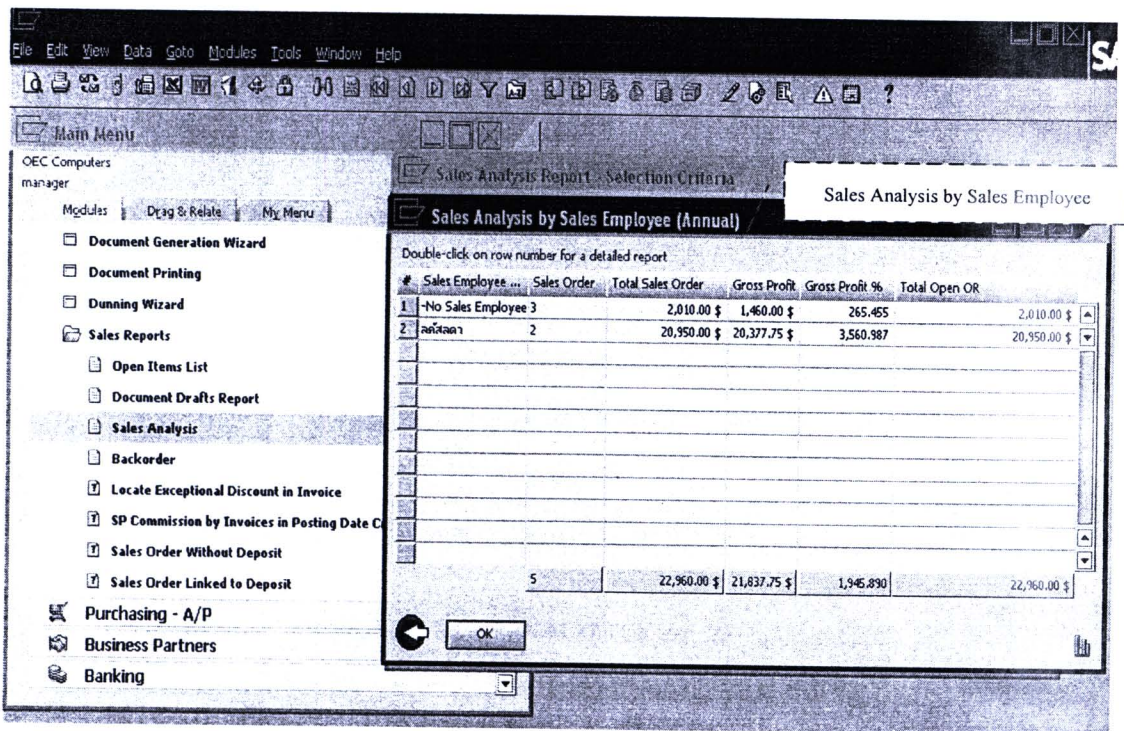 File Edit View Data Goto Modules Tools Window Help
Main Menu
OEC Computers
manager
Modules Drag & Relate My Menu
Document Generation Wizard
Document Printing
Dunning Wizard
Sales Reports
Open Items List
Document Drafts Report
Sales Analysis
Backorder
Locate Exceptional Discount in Invoice
SP Commission by Invoices in Posting Date
Sales Order Without Deposit
Sales Order Linked to Deposit
Purchasing - A/P
Business Partners
Banking
Sales Analysis Report - Selection Criteria
Sales Analysis by Sales Employee
Sales Analysis by Sales Employee (Annual)
Double-click on row number for a detailed report
# Sales Employee ... Sales Order Total Sales Order Gross Profit Gross Profit % Total Open OR
1 -No Sales Employee 3 2,010.00 $ 1,460.00 $ 265.455 2,010.00 $
2 ลดัสดดา 2 20,950.00 $ 20,377.75 $ 3,560.987 20,950.00 $
5 22,960.00 $ 21,837.75 $ 1,945.890 22,960.00 $
OK